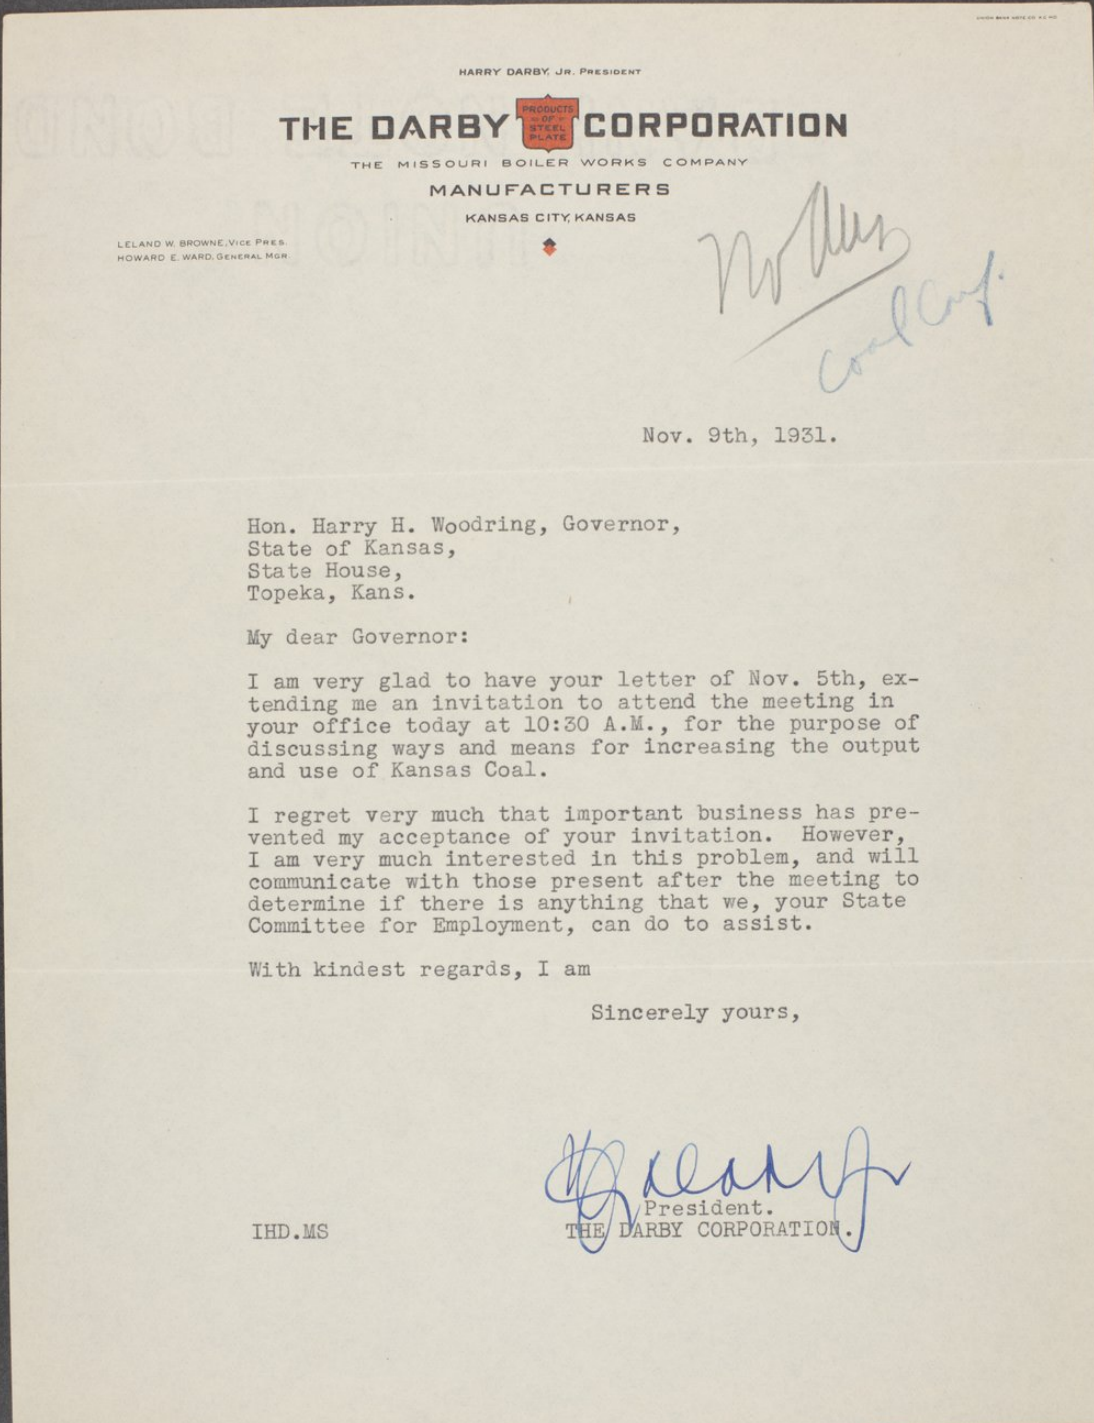 HARRY DARBY, JR. PRESIDENT
THE DARBY CORPORATION
PRODUCTS
OF
STEEL
PLATE
THE MISSOURI BOILER WORKS COMPANY
MANUFACTURERS
KANSAS CITY, KANSAS
LELAND W. BROWNE, VICE PRES.
HOWARD E. WARD, GENERAL MGR.
No Ans
Coal Conf.
Nov. 9th, 1931.
Hon. Harry H. Woodring, Governor,
State of Kansas,
State House,
Topeka, Kans.
My dear Governor:
I am very glad to have your letter of Nov. 5th, ex-
tending me an invitation to attend the meeting in
your office today at 10:30 A.M., for the purpose of
discussing ways and means for increasing the output
and use of Kansas Coal.
I regret very much that important business has pre-
vented my acceptance of your invitation. However,
I am very much interested in this problem, and will
communicate with those present after the meeting to
determine if there is anything that we, your State
Committee for Employment, can do to assist.
With kindest regards, I am
Sincerely yours,
President.
IHD.MS THE DARBY CORPORATION.